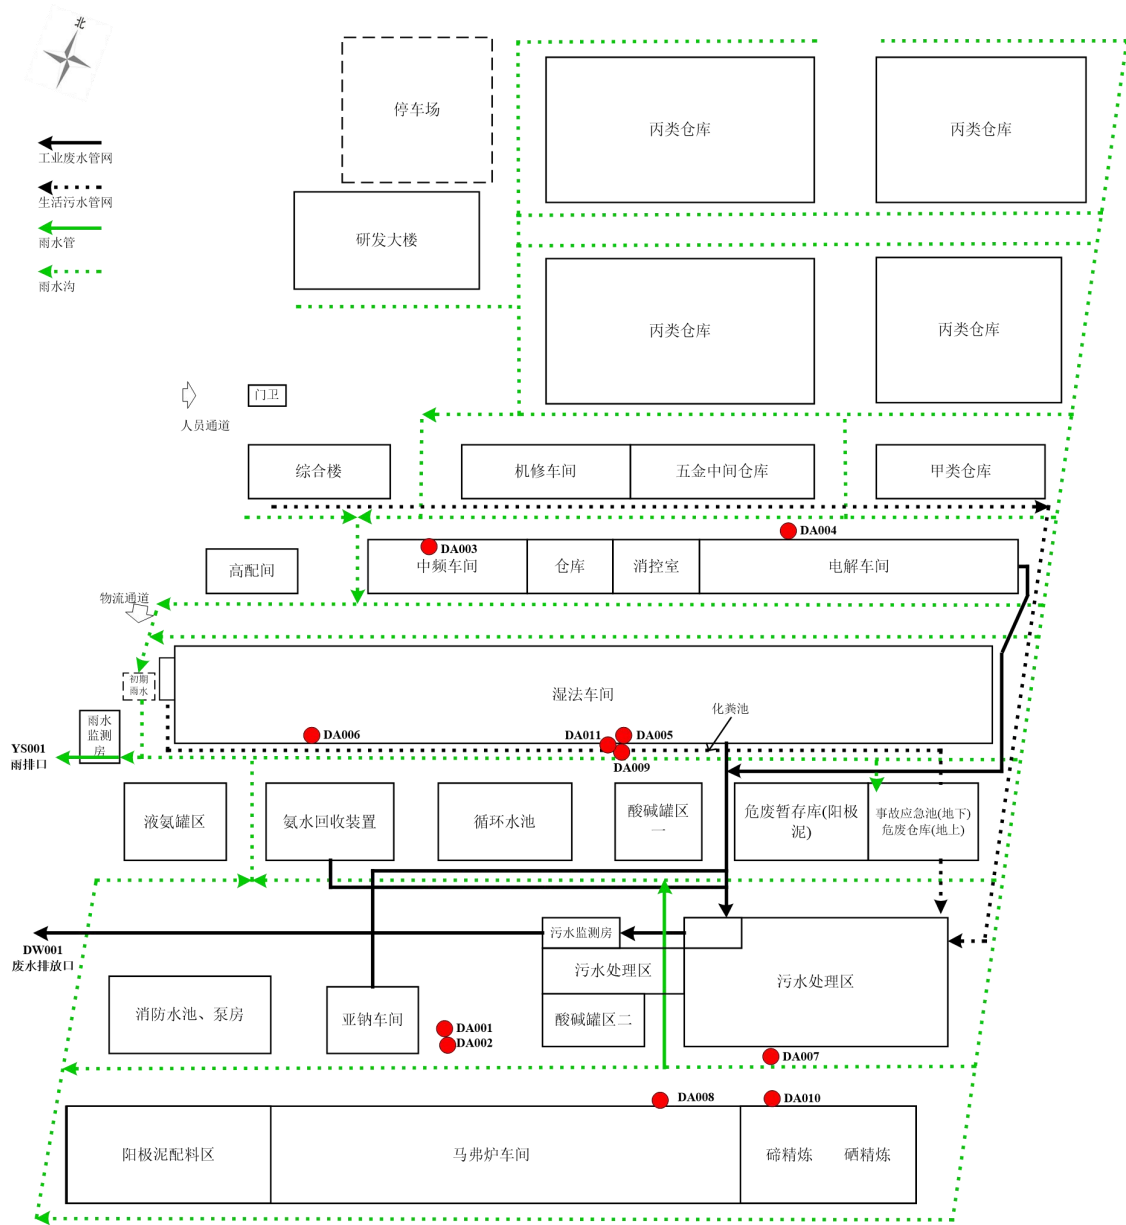 北
工业废水管网
生活污水管网
雨水管
雨水沟
停车场
丙类仓库
丙类仓库
研发大楼
丙类仓库
丙类仓库
门卫
人员通道
综合楼
机修车间
五金中间仓库
甲类仓库
DA003
DA004
高配间
中频车间
仓库
消控室
电解车间
物流通道
初期
雨水
湿法车间
化粪池
雨水
监测
房
YS001
雨排口
DA006
DA011
DA005
DA009
液氨罐区
氨水回收装置
循环水池
酸碱罐区
一
危废暂存库(阳极
泥)
事故应急池(地下)
危废仓库(地上)
DW001
废水排放口
污水监测房
污水处理区
污水处理区
消防水池、泵房
亚钠车间
酸碱罐区二
DA001
DA002
DA007
DA008
DA010
阳极泥配料区
马弗炉车间
碲精炼
硒精炼